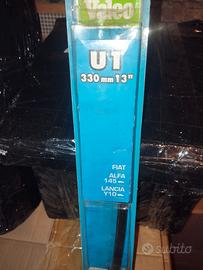 Valeo
U1
330 mm 13"
FIAT
ALFA
145
LANCIA
Y10
subito